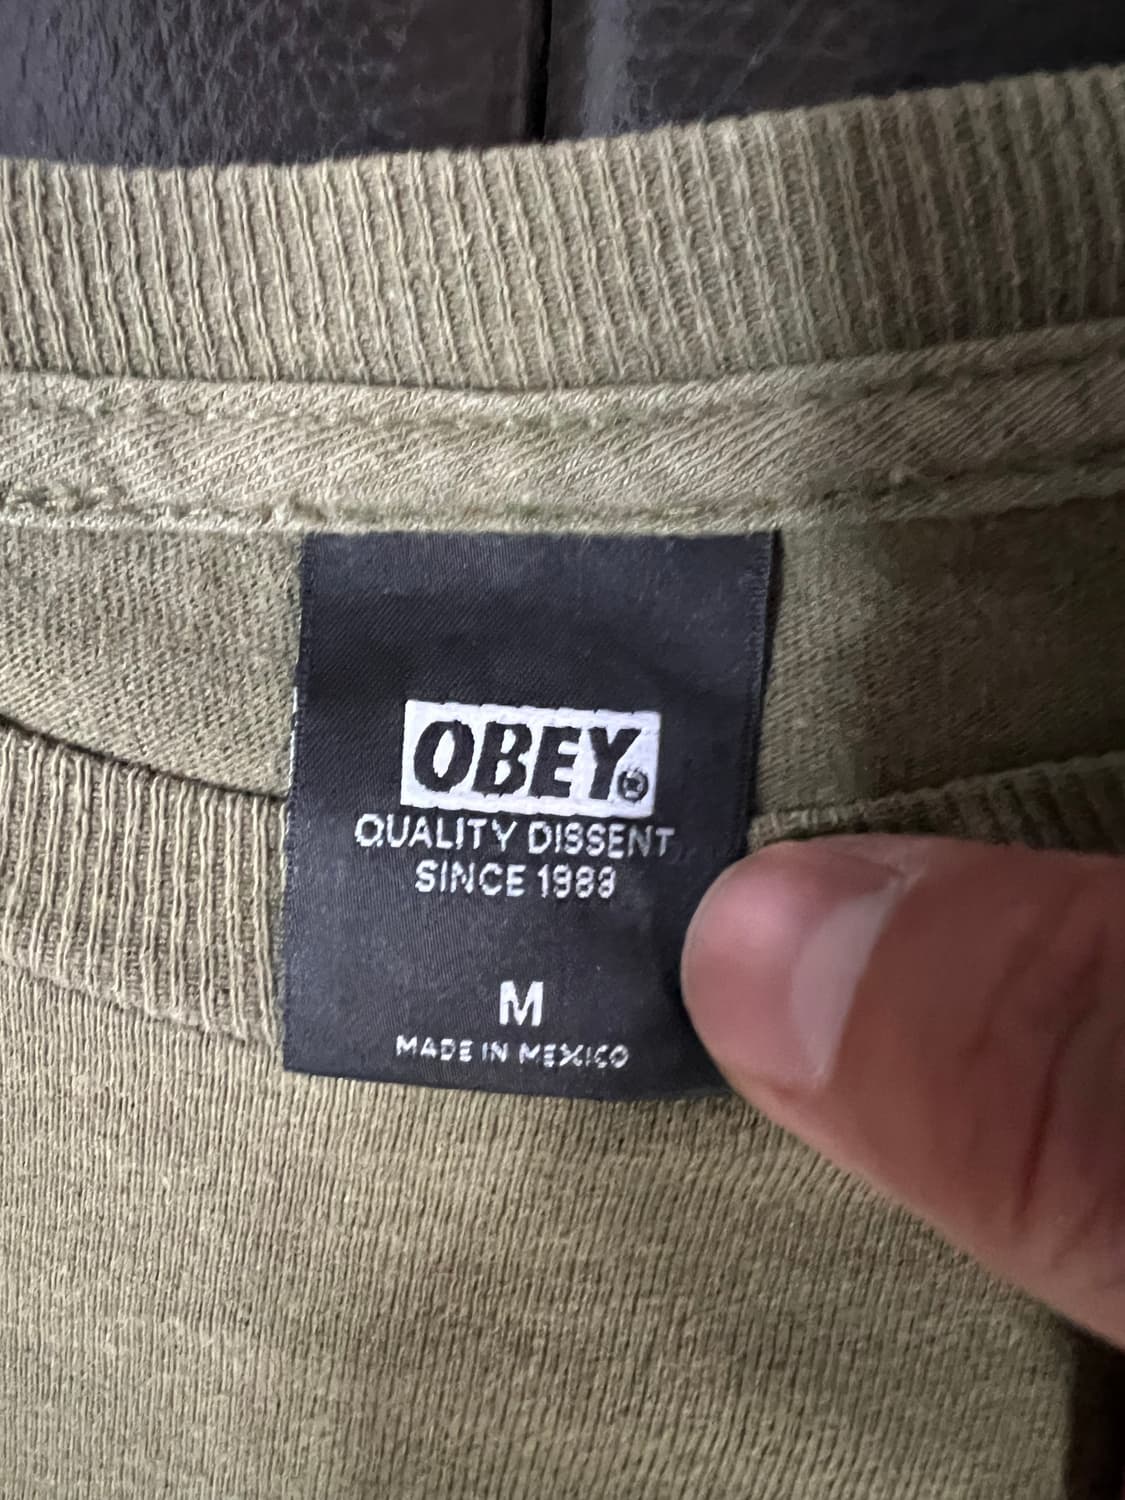 OBEY®
QUALITY DISSENT
SINCE 1989
M
MADE IN MEXICO